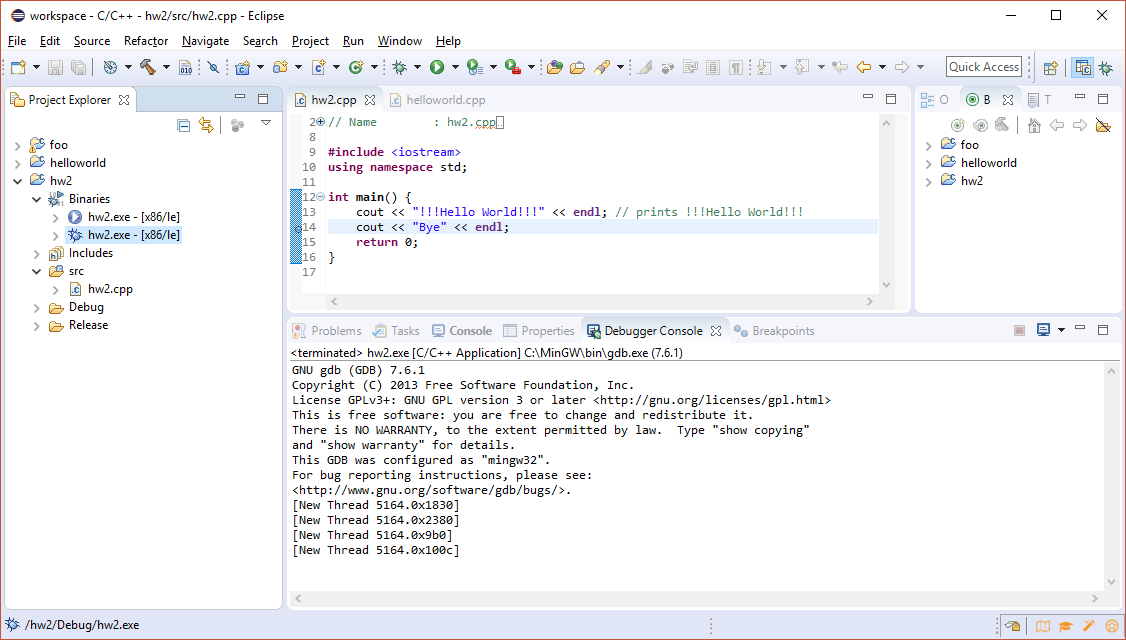 workspace - C/C++ - hw2/src/hw2.cpp - Eclipse
File Edit Source Refactor Navigate Search Project Run Window Help
Quick Access
Project Explorer
foo
helloworld
hw2
Binaries
hw2.exe - [x86/le]
hw2.exe - [x86/le]
Includes
src
hw2.cpp
Debug
Release
hw2.cpp helloworld.cpp
2 // Name        : hw2.cpp
8
9 #include <iostream>
10 using namespace std;
11
12 int main() {
13     cout << "!!!Hello World!!!" << endl; // prints !!!Hello World!!!
14     cout << "Bye" << endl;
15     return 0;
16 }
17
O B T
foo
helloworld
hw2
Problems Tasks Console Properties Debugger Console Breakpoints
<terminated> hw2.exe [C/C++ Application] C:\MinGW\bin\gdb.exe (7.6.1)
GNU gdb (GDB) 7.6.1
Copyright (C) 2013 Free Software Foundation, Inc.
License GPLv3+: GNU GPL version 3 or later <http://gnu.org/licenses/gpl.html>
This is free software: you are free to change and redistribute it.
There is NO WARRANTY, to the extent permitted by law.  Type "show copying"
and "show warranty" for details.
This GDB was configured as "mingw32".
For bug reporting instructions, please see:
<http://www.gnu.org/software/gdb/bugs/>.
[New Thread 5164.0x1830]
[New Thread 5164.0x2380]
[New Thread 5164.0x9b0]
[New Thread 5164.0x100c]
/hw2/Debug/hw2.exe